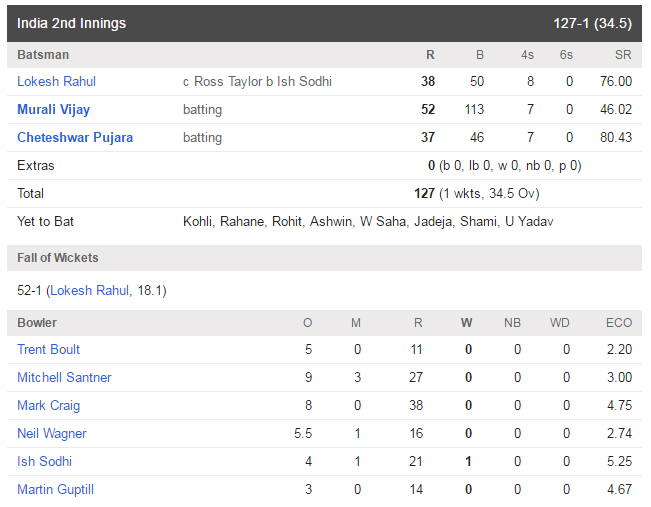 India 2nd Innings 127-1 (34.5)
Batsman R B 4s 6s SR
Lokesh Rahul c Ross Taylor b Ish Sodhi 38 50 8 0 76.00
Murali Vijay batting 52 113 7 0 46.02
Cheteshwar Pujara batting 37 46 7 0 80.43
Extras 0 (b 0, lb 0, w 0, nb 0, p 0)
Total 127 (1 wkts, 34.5 Ov)
Yet to Bat Kohli, Rahane, Rohit, Ashwin, W Saha, Jadeja, Shami, U Yadav
Fall of Wickets
52-1 (Lokesh Rahul, 18.1)
Bowler O M R W NB WD ECO
Trent Boult 5 0 11 0 0 0 2.20
Mitchell Santner 9 3 27 0 0 0 3.00
Mark Craig 8 0 38 0 0 0 4.75
Neil Wagner 5.5 1 16 0 0 0 2.74
Ish Sodhi 4 1 21 1 0 0 5.25
Martin Guptill 3 0 14 0 0 0 4.67